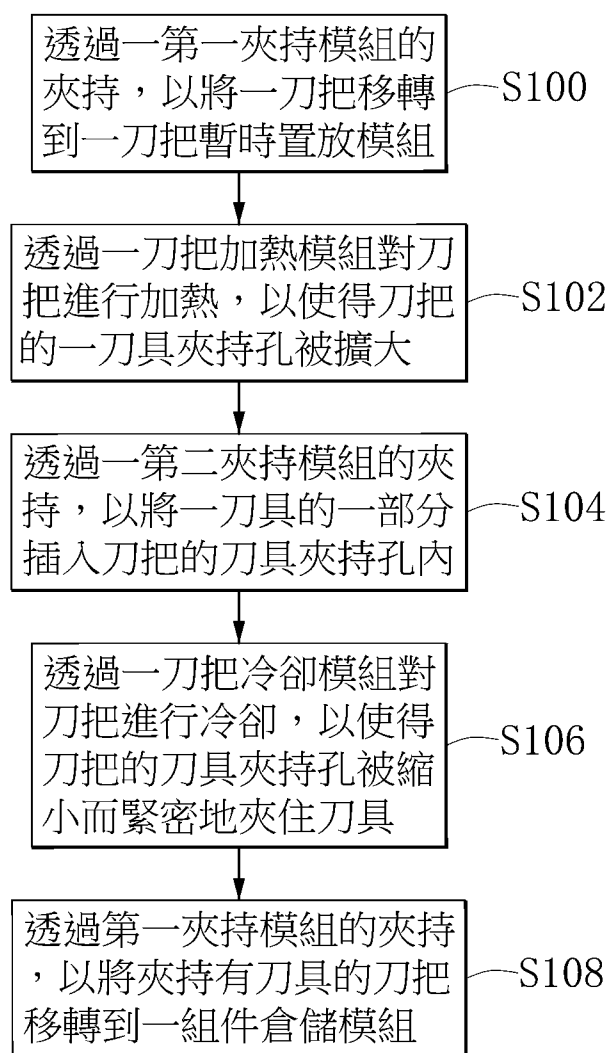 透過一第一夾持模組的
夾持，以將一刀把移轉
到一刀把暫時置放模組
S100
透過一刀把加熱模組對刀
把進行加熱，以使得刀把
的一刀具夾持孔被擴大
S102
透過一第二夾持模組的夾
持，以將一刀具的一部分
插入刀把的刀具夾持孔內
S104
透過一刀把冷卻模組對
刀把進行冷卻，以使得
刀把的刀具夾持孔被縮
小而緊密地夾住刀具
S106
透過第一夾持模組的夾持
，以將夾持有刀具的刀把
移轉到一組件倉儲模組
S108